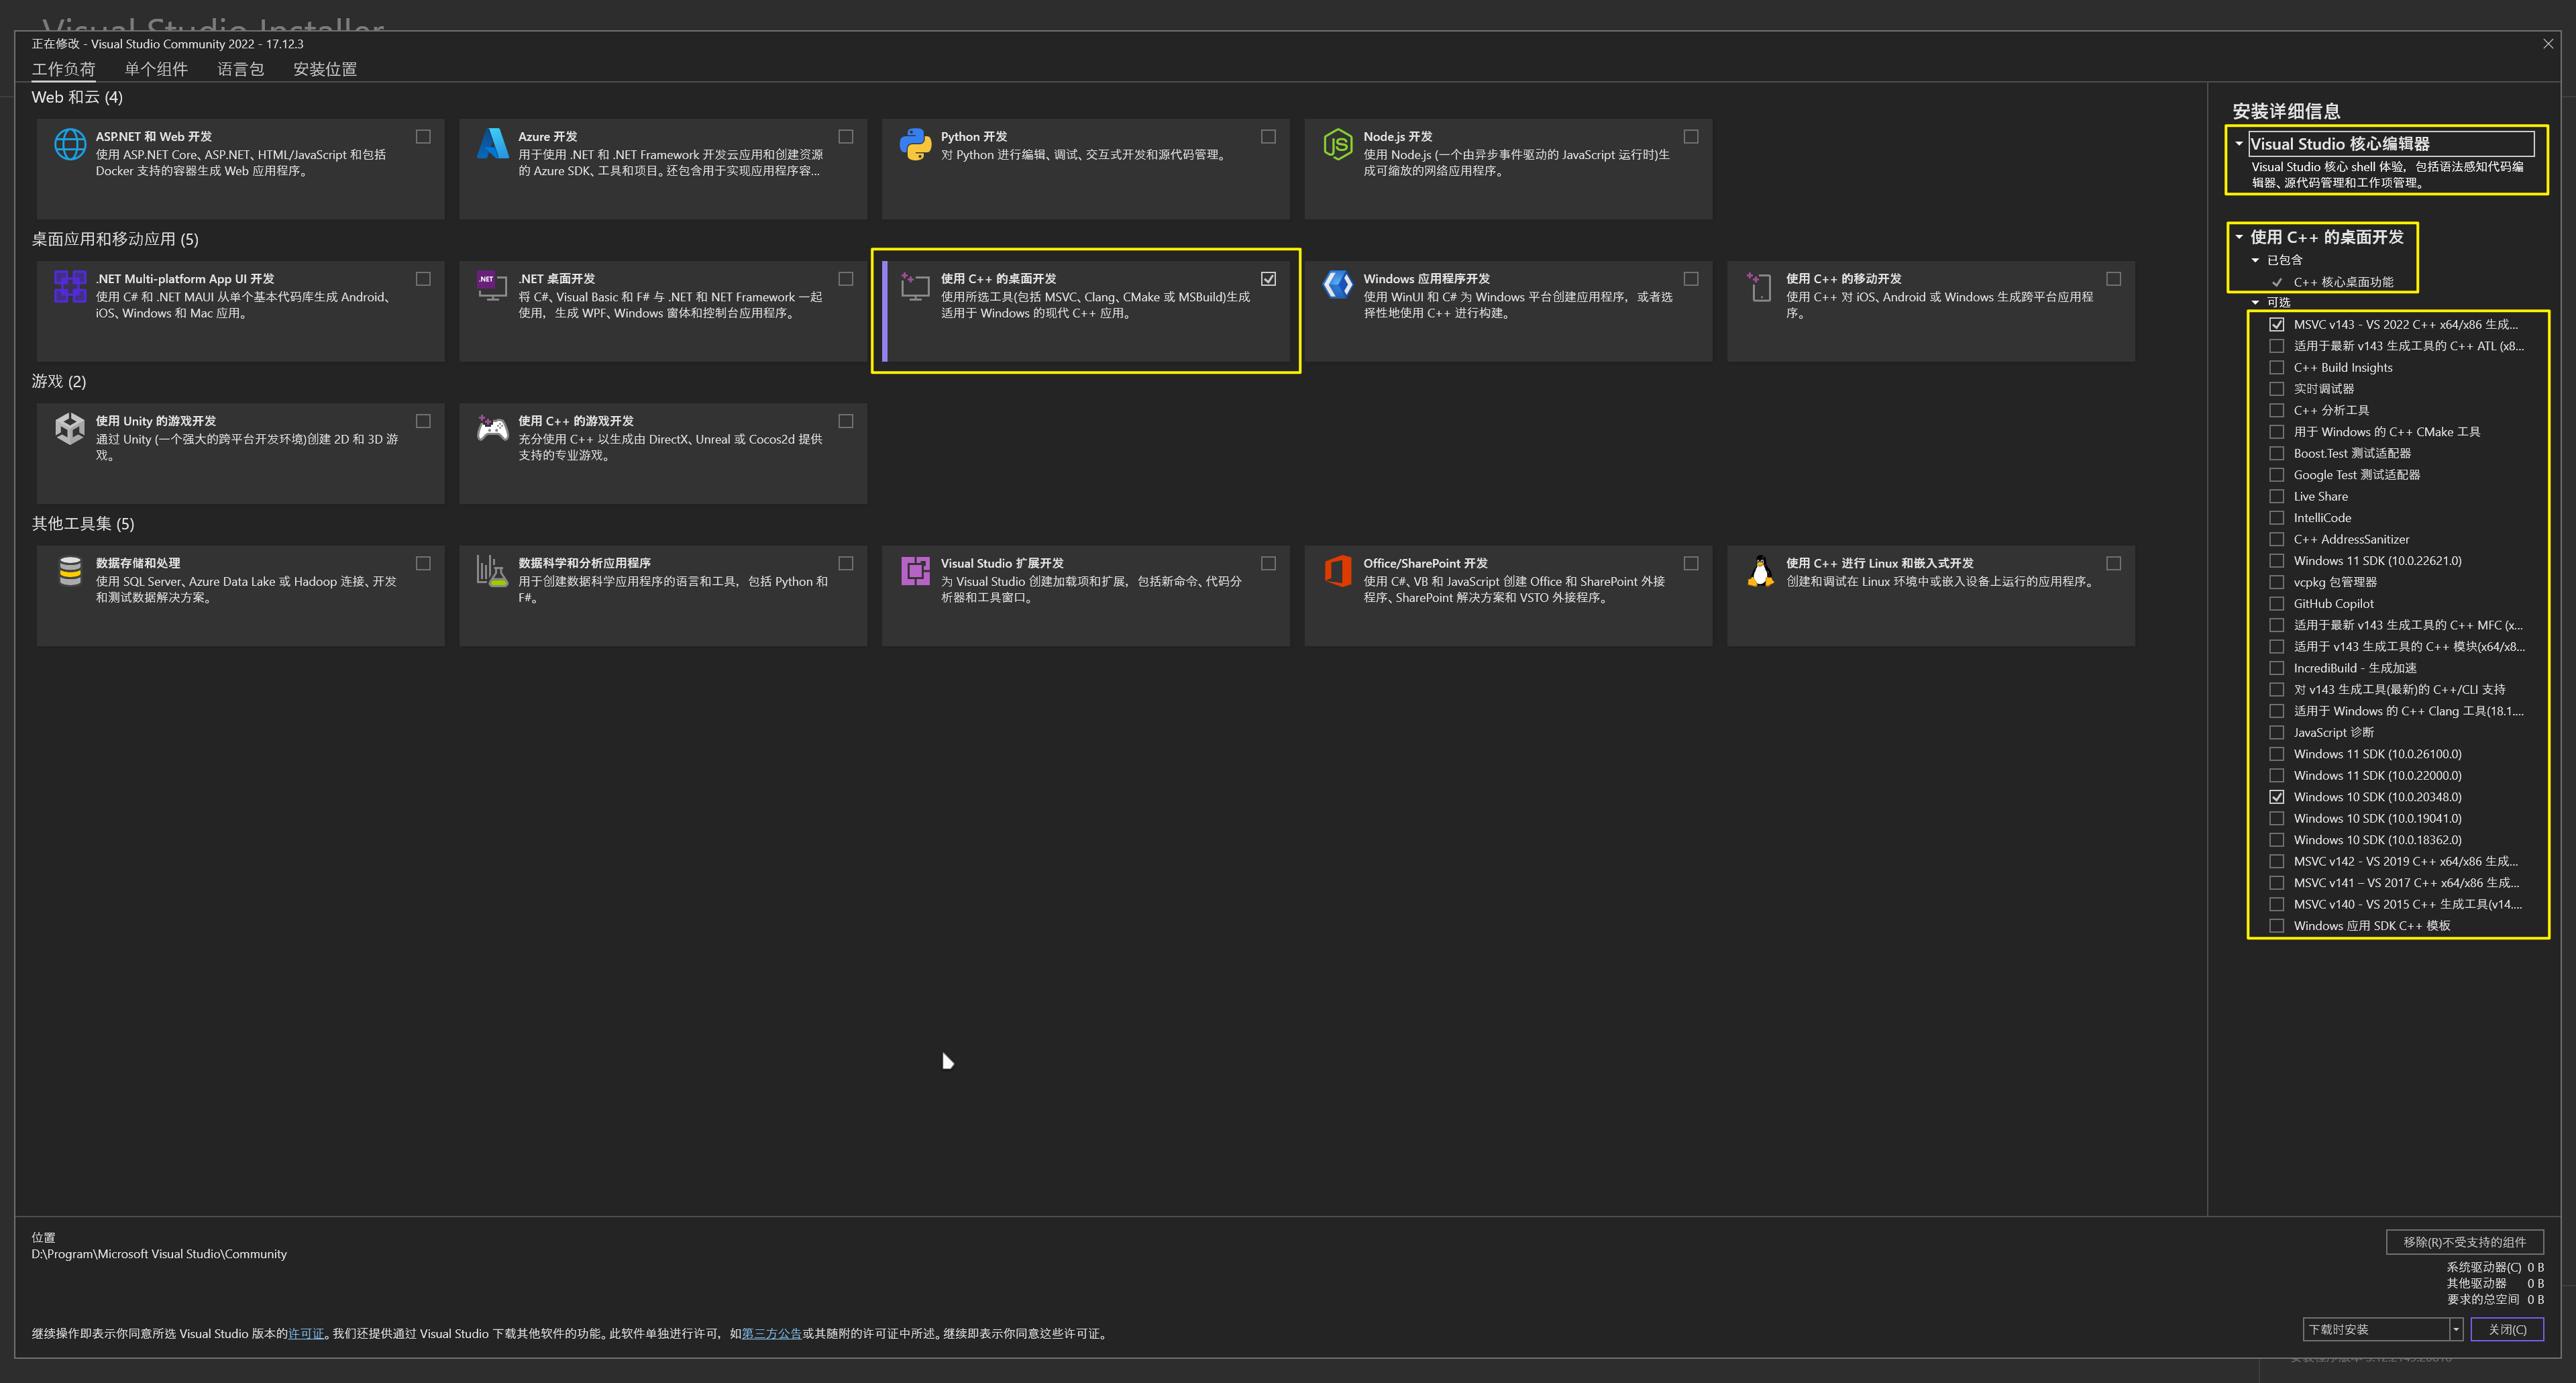 Visual Studio Installer
正在修改 - Visual Studio Community 2022 - 17.12.3
工作负荷
单个组件
语言包
安装位置
Web 和云 (4)
ASP.NET 和 Web 开发
使用 ASP.NET Core、ASP.NET、HTML/JavaScript 和包括
Docker 支持的容器生成 Web 应用程序。
Azure 开发
用于使用 .NET 和 .NET Framework 开发云应用和创建资源
的 Azure SDK、工具和项目。还包含用于实现应用程序容...
Python 开发
对 Python 进行编辑、调试、交互式开发和源代码管理。
Node.js 开发
使用 Node.js (一个由异步事件驱动的 JavaScript 运行时)生
成可缩放的网络应用程序。
桌面应用和移动应用 (5)
.NET Multi-platform App UI 开发
使用 C# 和 .NET MAUI 从单个基本代码库生成 Android、
iOS、Windows 和 Mac 应用。
.NET
.NET 桌面开发
将 C#、Visual Basic 和 F# 与 .NET 和 .NET Framework 一起
使用，生成 WPF、Windows 窗体和控制台应用程序。
使用 C++ 的桌面开发
使用所选工具(包括 MSVC、Clang、CMake 或 MSBuild)生成
适用于 Windows 的现代 C++ 应用。
Windows 应用程序开发
使用 WinUI 和 C# 为 Windows 平台创建应用程序，或者选
择性地使用 C++ 进行构建。
使用 C++ 的移动开发
使用 C++ 对 iOS、Android 或 Windows 生成跨平台应用程
序。
游戏 (2)
使用 Unity 的游戏开发
通过 Unity (一个强大的跨平台开发环境)创建 2D 和 3D 游
戏。
使用 C++ 的游戏开发
充分使用 C++ 以生成由 DirectX、Unreal 或 Cocos2d 提供
支持的专业游戏。
其他工具集 (5)
数据存储和处理
使用 SQL Server、Azure Data Lake 或 Hadoop 连接、开发
和测试数据解决方案。
数据科学和分析应用程序
用于创建数据科学应用程序的语言和工具，包括 Python 和
F#。
Visual Studio 扩展开发
为 Visual Studio 创建加载项和扩展，包括新命令、代码分
析器和工具窗口。
Office/SharePoint 开发
使用 C#、VB 和 JavaScript 创建 Office 和 SharePoint 外接
程序、SharePoint 解决方案和 VSTO 外接程序。
使用 C++ 进行 Linux 和嵌入式开发
创建和调试在 Linux 环境中或嵌入设备上运行的应用程序。
安装详细信息
Visual Studio 核心编辑器
Visual Studio 核心 shell 体验，包括语法感知代码编
辑器、源代码管理和工作项管理。
使用 C++ 的桌面开发
已包含
C++ 核心桌面功能
可选
MSVC v143 - VS 2022 C++ x64/x86 生成...
适用于最新 v143 生成工具的 C++ ATL (x8...
C++ Build Insights
实时调试器
C++ 分析工具
用于 Windows 的 C++ CMake 工具
Boost.Test 测试适配器
Google Test 测试适配器
Live Share
IntelliCode
C++ AddressSanitizer
Windows 11 SDK (10.0.22621.0)
vcpkg 包管理器
GitHub Copilot
适用于最新 v143 生成工具的 C++ MFC (x...
适用于 v143 生成工具的 C++ 模块(x64/x8...
IncrediBuild - 生成加速
对 v143 生成工具(最新)的 C++/CLI 支持
适用于 Windows 的 C++ Clang 工具(18.1....
JavaScript 诊断
Windows 11 SDK (10.0.26100.0)
Windows 11 SDK (10.0.22000.0)
Windows 10 SDK (10.0.20348.0)
Windows 10 SDK (10.0.19041.0)
Windows 10 SDK (10.0.18362.0)
MSVC v142 - VS 2019 C++ x64/x86 生成...
MSVC v141 – VS 2017 C++ x64/x86 生成...
MSVC v140 - VS 2015 C++ 生成工具(v14....
Windows 应用 SDK C++ 模板
位置
D:\Program\Microsoft Visual Studio\Community
移除(R)不受支持的组件
系统驱动器(C) 0 B
其他驱动器 0 B
要求的总空间 0 B
继续操作即表示你同意所选 Visual Studio 版本的许可证。我们还提供通过 Visual Studio 下载其他软件的功能。此软件单独进行许可，如第三方公告或其随附的许可证中所述。继续即表示你同意这些许可证。
下载时安装
关闭(C)